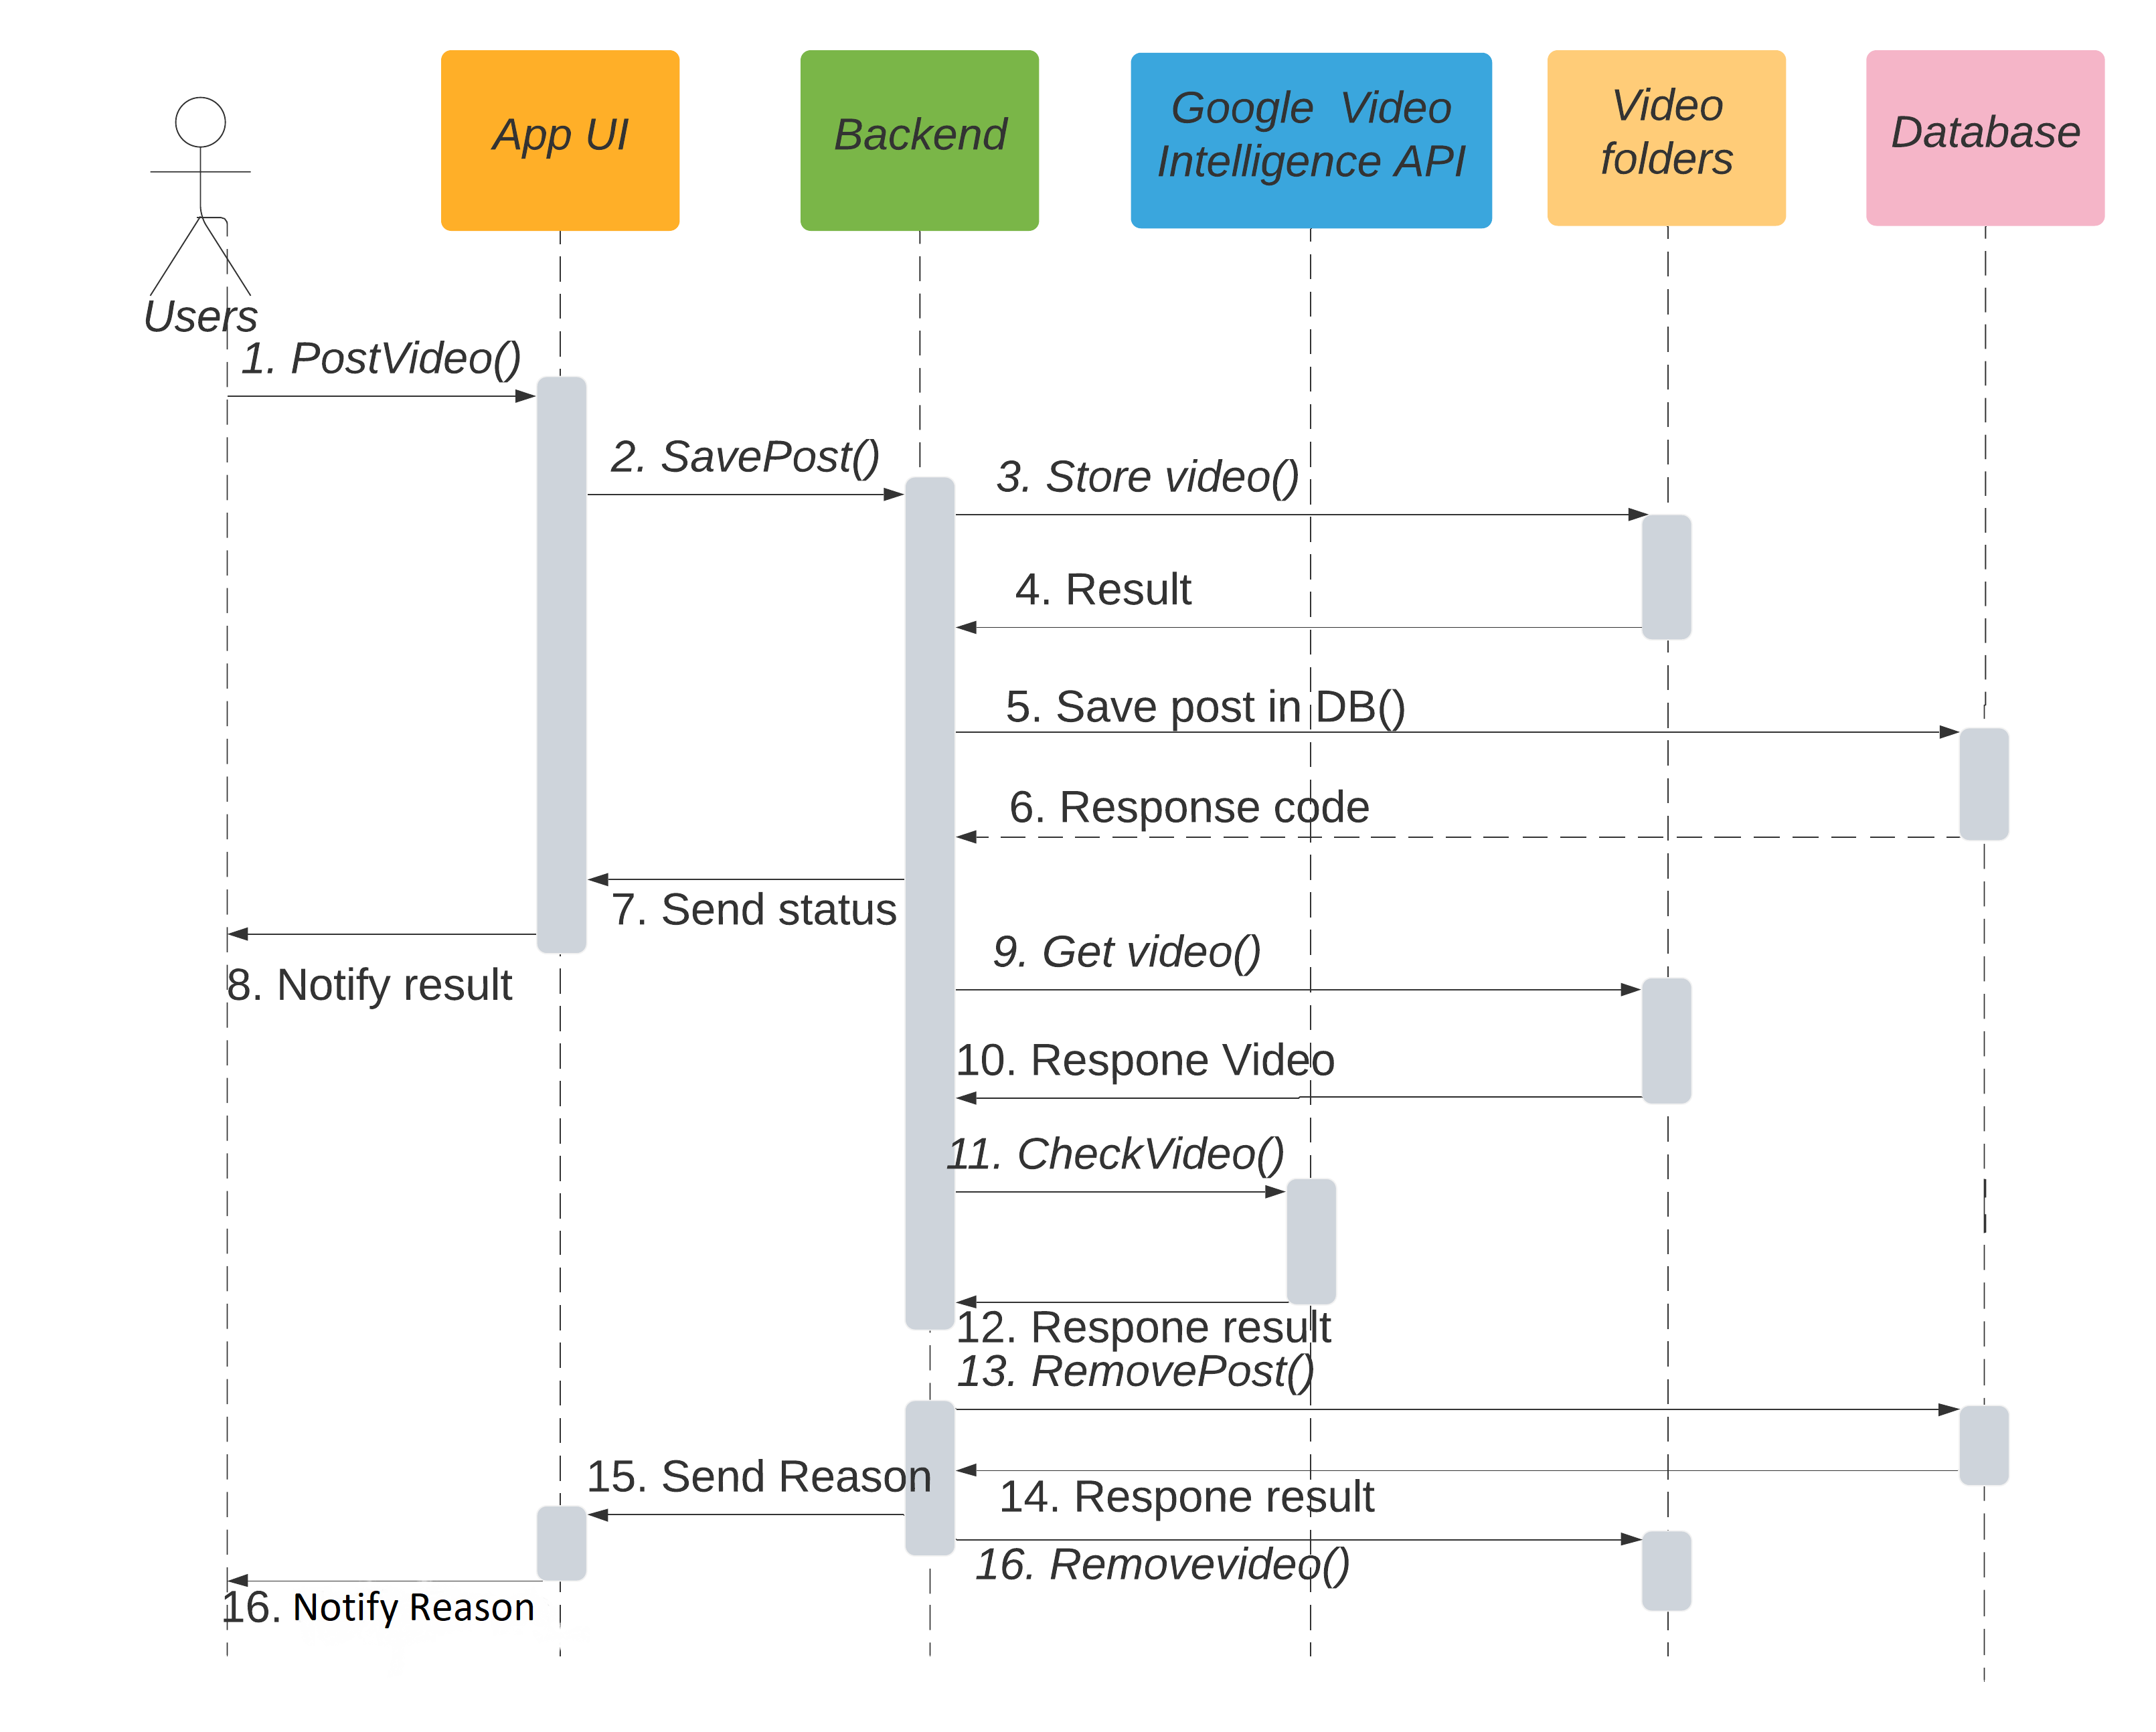 App UI
Backend
Google Video
Intelligence API
Video
folders
Database
Users
1. PostVideo()
2. SavePost()
3. Store video()
4. Result
5. Save post in DB()
6. Response code
7. Send status
8. Notify result
9. Get video()
10. Respone Video
11. CheckVideo()
12. Respone result
13. RemovePost()
14. Respone result
15. Send Reason
16. Removevideo()
16. Notify Reason